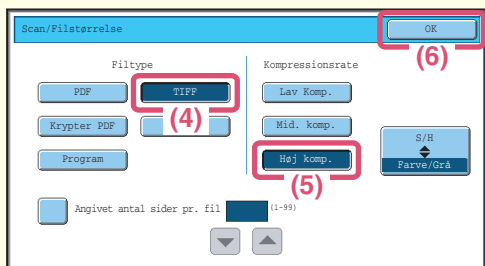 Scan/Filstørrelse
OK
(6)
Filtype
Kompressionsrate
PDF
TIFF
Lav Komp.
(4)
Krypter PDF
Mid. komp.
S/H
Farve/Grå
Program
Høj komp.
(5)
Angivet antal sider pr. fil
(1-99)